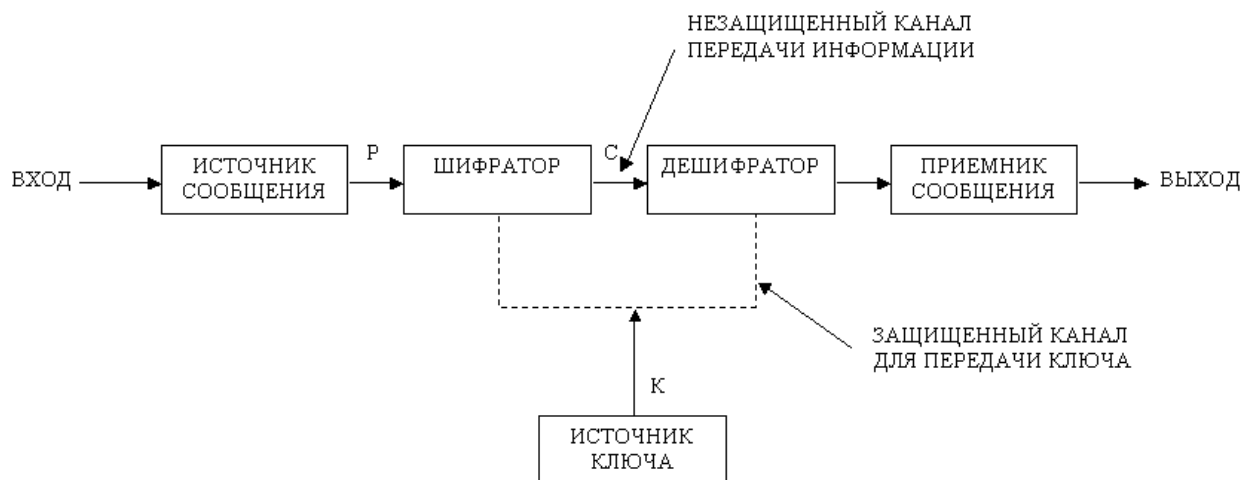 НЕЗАЩИЩЕННЫЙ КАНАЛ
ПЕРЕДАЧИ ИНФОРМАЦИИ
ВХОД
ИСТОЧНИК
СООБЩЕНИЯ
Р
ШИФРАТОР
С
ДЕШИФРАТОР
ПРИЕМНИК
СООБЩЕНИЯ
ВЫХОД
ЗАЩИЩЕННЫЙ КАНАЛ
ДЛЯ ПЕРЕДАЧИ КЛЮЧА
К
ИСТОЧНИК
КЛЮЧА